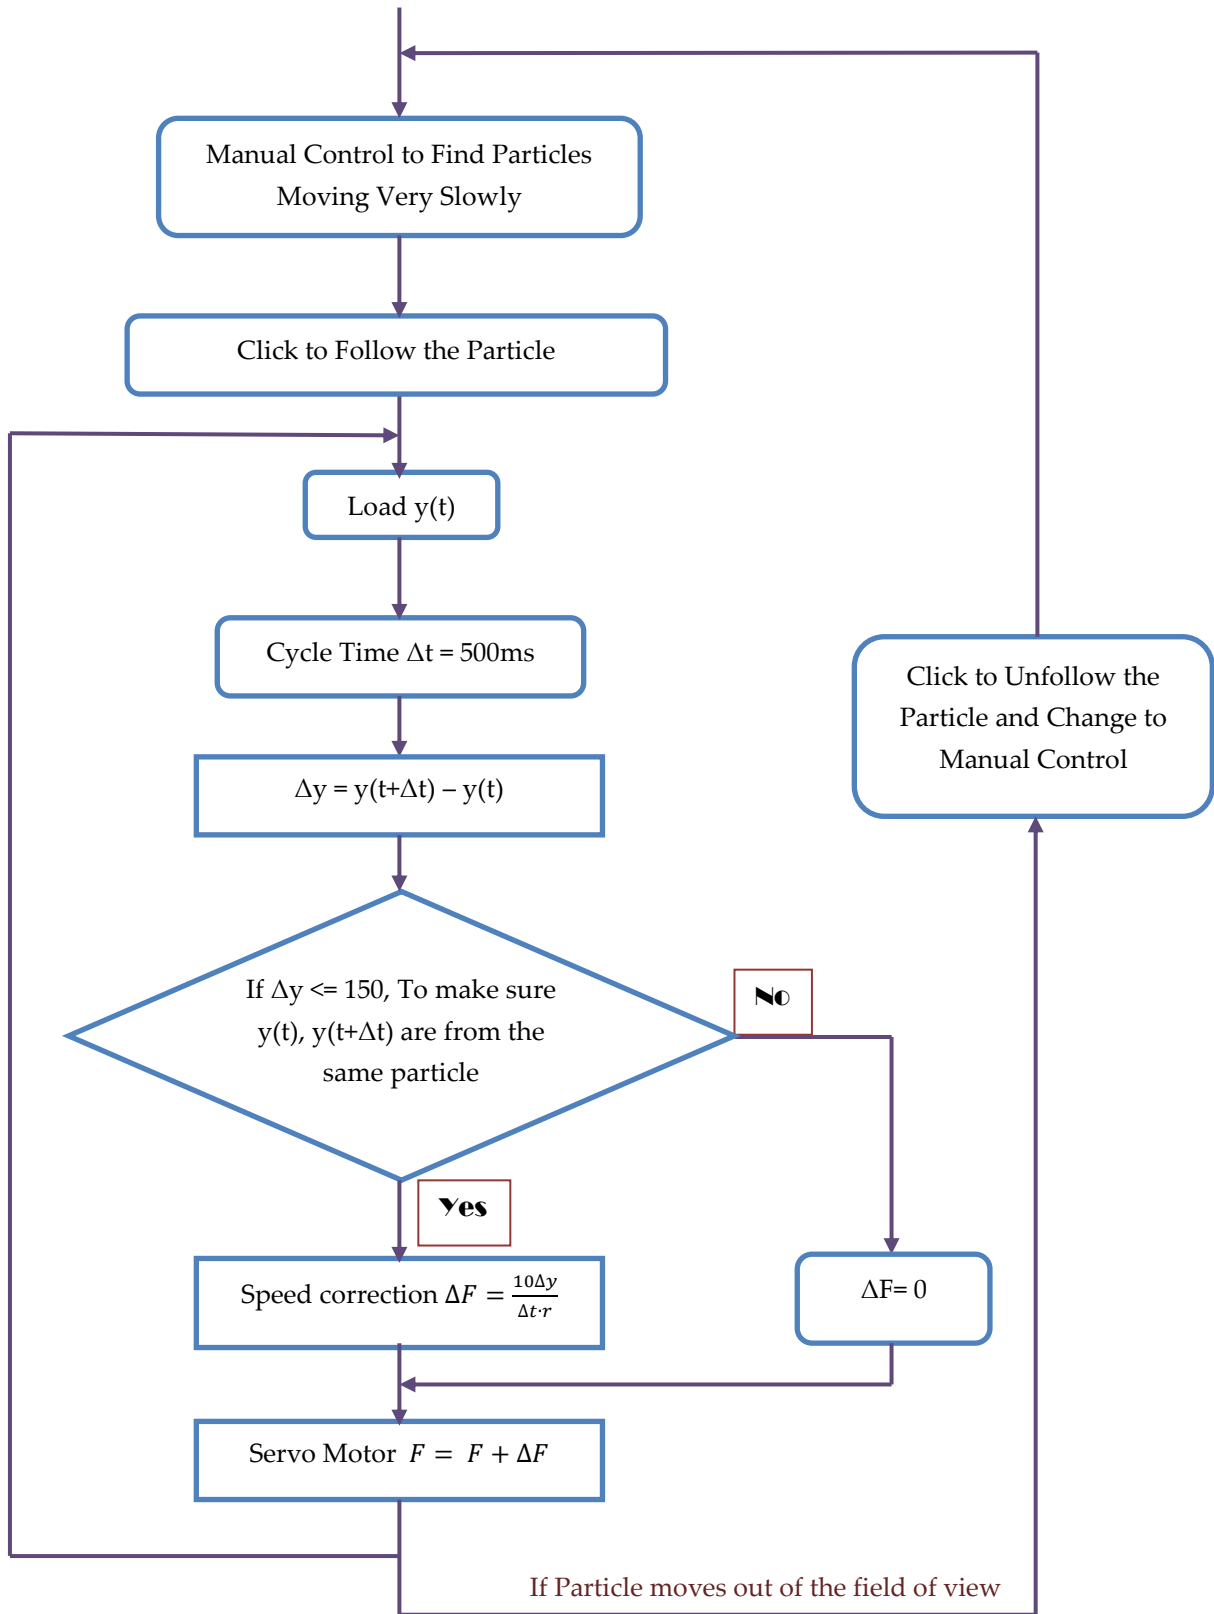 Manual Control to Find Particles
Moving Very Slowly
Click to Follow the Particle
Load y(t)
Cycle Time Δt = 500ms
Click to Unfollow the
Particle and Change to
Manual Control
Δy = y(t+Δt) – y(t)
If Δy <= 150, To make sure
y(t), y(t+Δt) are from the
same particle
No
Yes
Speed correction ΔF = 10Δy / Δt·r
ΔF= 0
Servo Motor F = F + ΔF
If Particle moves out of the field of view